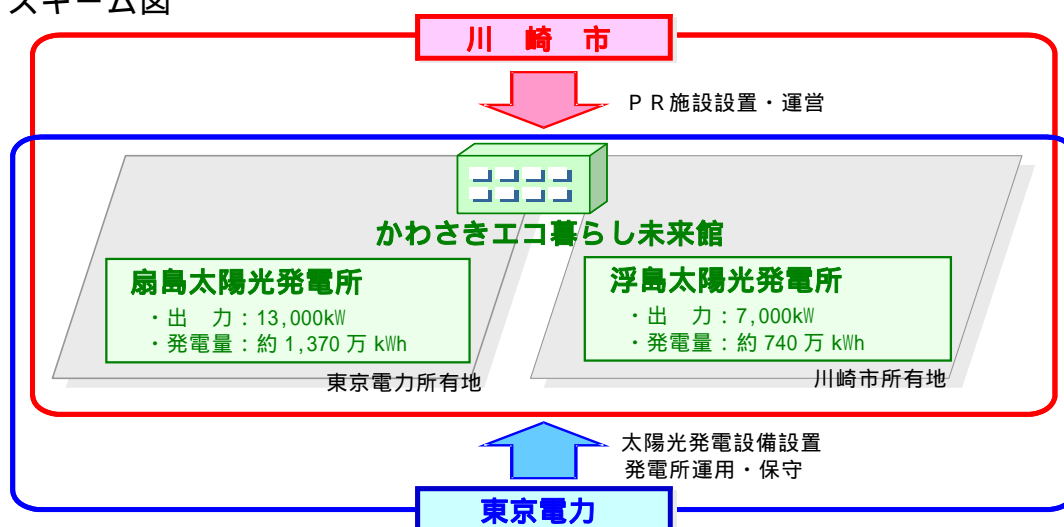 スキーム図
川 崎 市
ＰＲ施設設置・運営
かわさきエコ暮らし未来館
扇島太陽光発電所
・出　力：13,000kW
・発電量：約 1,370 万 kWh
東京電力所有地
浮島太陽光発電所
・出　力：7,000kW
・発電量：約 740 万 kWh
川崎市所有地
太陽光発電設備設置
発電所運用・保守
東京電力